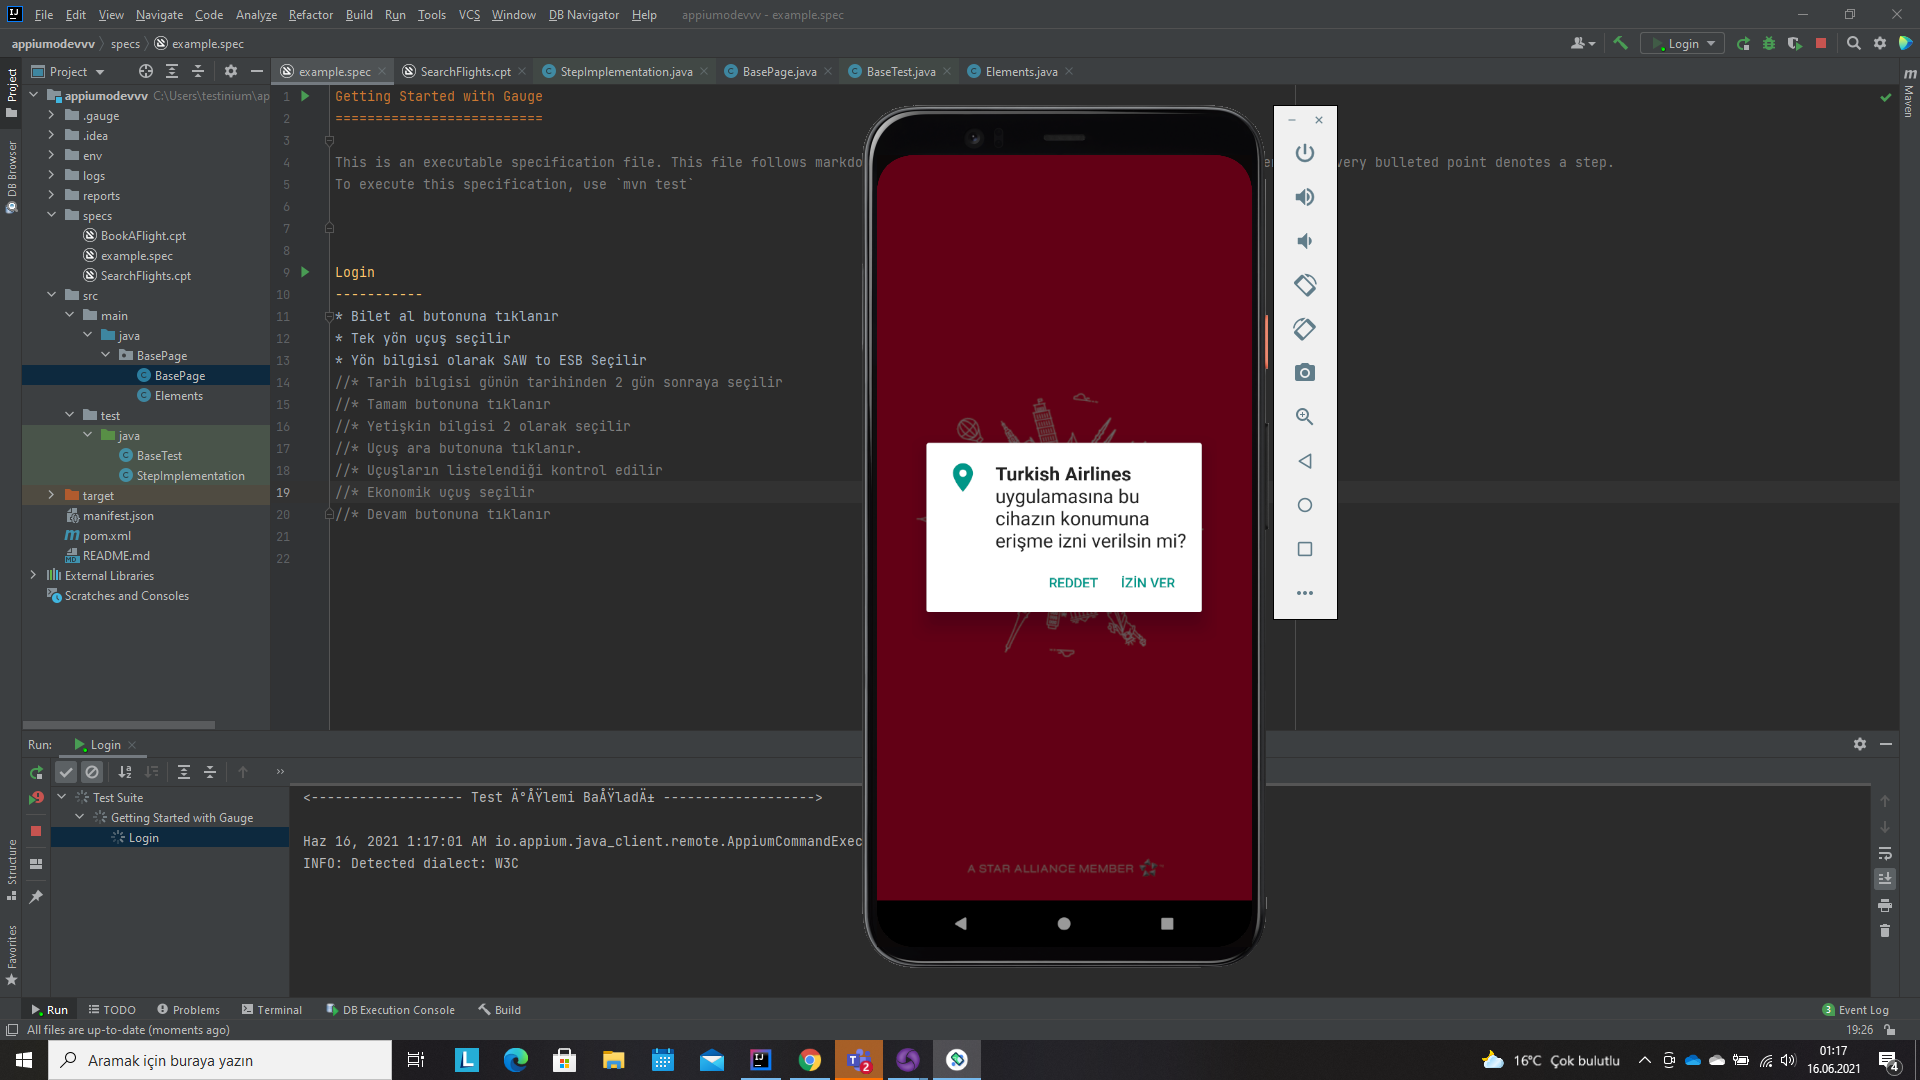 File Edit View Navigate Code Analyze Refactor Build Run Tools VCS Window DB Navigator Help appiumodevvv - example.spec
appiumodevvv specs example.spec
Login
Project
example.spec SearchFlights.cpt StepImplementation.java BasePage.java BaseTest.java Elements.java
Project
DB Browser
Structure
Favorites
Maven
appiumodevvv C:\Users\testinium\ap
.gauge
.idea
env
logs
reports
specs
BookAFlight.cpt
example.spec
SearchFlights.cpt
src
main
java
BasePage
BasePage
Elements
test
java
BaseTest
StepImplementation
target
manifest.json
pom.xml
README.md
External Libraries
Scratches and Consoles
1 Getting Started with Gauge
2 ==========================
3
4 This is an executable specification file. This file follows markdo very bulleted point denotes a step.
5 To execute this specification, use `mvn test`
6
7
8
9 Login
10 -----------
11 * Bilet al butonuna tıklanır
12 * Tek yön uçuş seçilir
13 * Yön bilgisi olarak SAW to ESB Seçilir
14 //* Tarih bilgisi günün tarihinden 2 gün sonraya seçilir
15 //* Tamam butonuna tıklanır
16 //* Yetişkin bilgisi 2 olarak seçilir
17 //* Uçuş ara butonuna tıklanır.
18 //* Uçuşların listelendiği kontrol edilir
19 //* Ekonomik uçuş seçilir
20 //* Devam butonuna tıklanır
21
22
Turkish Airlines
uygulamasına bu
cihazın konumuna
erişme izni verilsin mi?
REDDET İZİN VER
A STAR ALLIANCE MEMBER
Run: Login
Test Suite
Getting Started with Gauge
Login
<------------------- Test Ä°ÅŸlemi BaÅŸladÄ± ------------------->
Haz 16, 2021 1:17:01 AM io.appium.java_client.remote.AppiumCommandExec
INFO: Detected dialect: W3C
Run TODO Problems Terminal DB Execution Console Build 3 Event Log
All files are up-to-date (moments ago) 19:26
Aramak için buraya yazın
L
2
16°C Çok bulutlu
01:17
16.06.2021
4